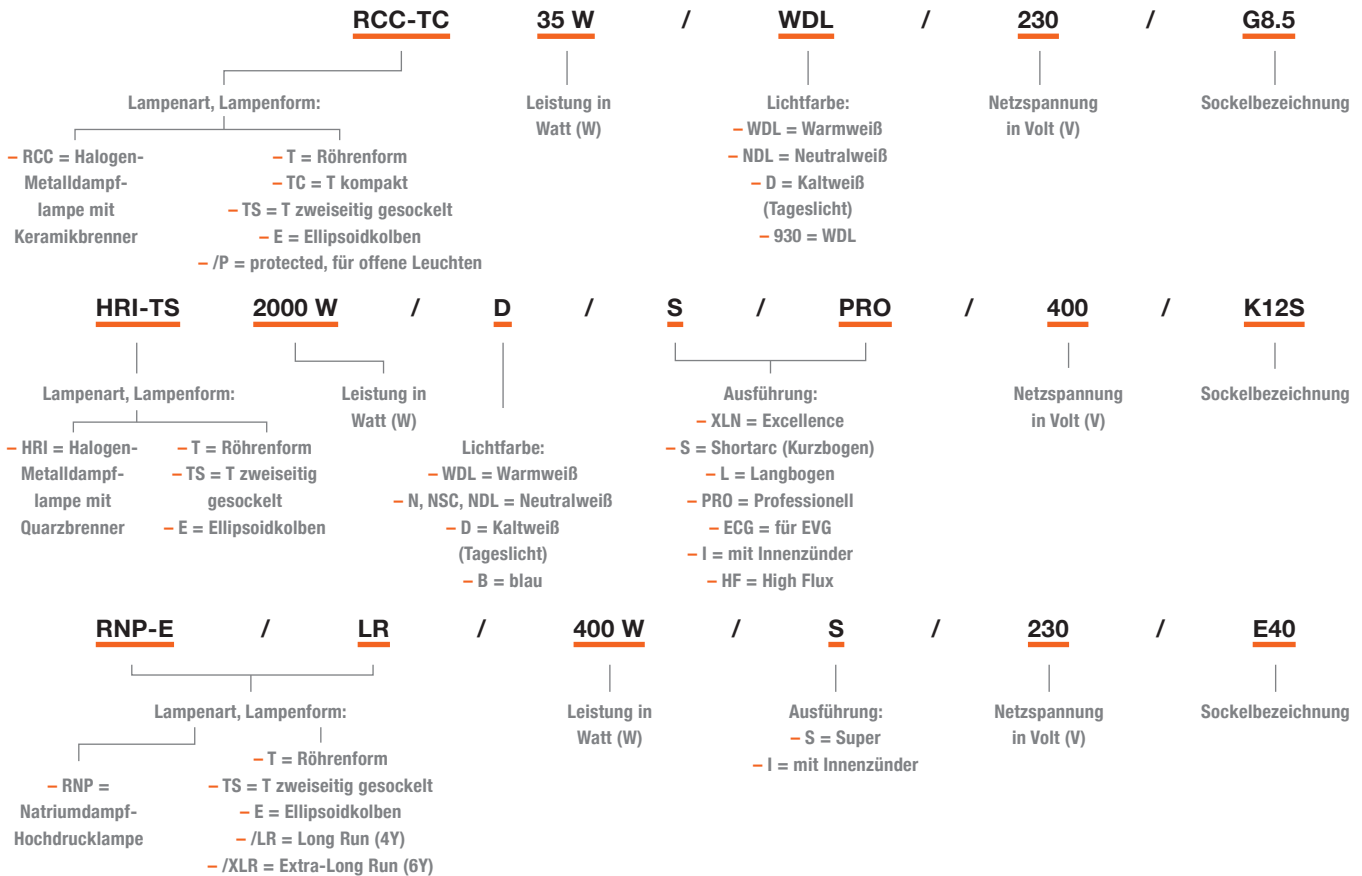 RCC-TC 35 W / WDL / 230 / G8.5
Lampenart, Lampenform:
– RCC = Halogen-
Metalldampf-
lampe mit
Keramikbrenner
– T = Röhrenform
– TC = T kompakt
– TS = T zweiseitig gesockelt
– E = Ellipsoidkolben
– /P = protected, für offene Leuchten
Leistung in
Watt (W)
Lichtfarbe:
– WDL = Warmweiß
– NDL = Neutralweiß
– D = Kaltweiß
(Tageslicht)
– 930 = WDL
Netzspannung
in Volt (V)
Sockelbezeichnung
HRI-TS 2000 W / D / S / PRO / 400 / K12S
Lampenart, Lampenform:
– HRI = Halogen-
Metalldampf-
lampe mit
Quarzbrenner
– T = Röhrenform
– TS = T zweiseitig
gesockelt
– E = Ellipsoidkolben
Leistung in
Watt (W)
Lichtfarbe:
– WDL = Warmweiß
– N, NSC, NDL = Neutralweiß
– D = Kaltweiß
(Tageslicht)
– B = blau
Ausführung:
– XLN = Excellence
– S = Shortarc (Kurzbogen)
– L = Langbogen
– PRO = Professionell
– ECG = für EVG
– I = mit Innenzünder
– HF = High Flux
Netzspannung
in Volt (V)
Sockelbezeichnung
RNP-E / LR / 400 W / S / 230 / E40
Lampenart, Lampenform:
– RNP =
Natriumdampf-
Hochdrucklampe
– T = Röhrenform
– TS = T zweiseitig gesockelt
– E = Ellipsoidkolben
– /LR = Long Run (4Y)
– /XLR = Extra-Long Run (6Y)
Leistung in
Watt (W)
Ausführung:
– S = Super
– I = mit Innenzünder
Netzspannung
in Volt (V)
Sockelbezeichnung